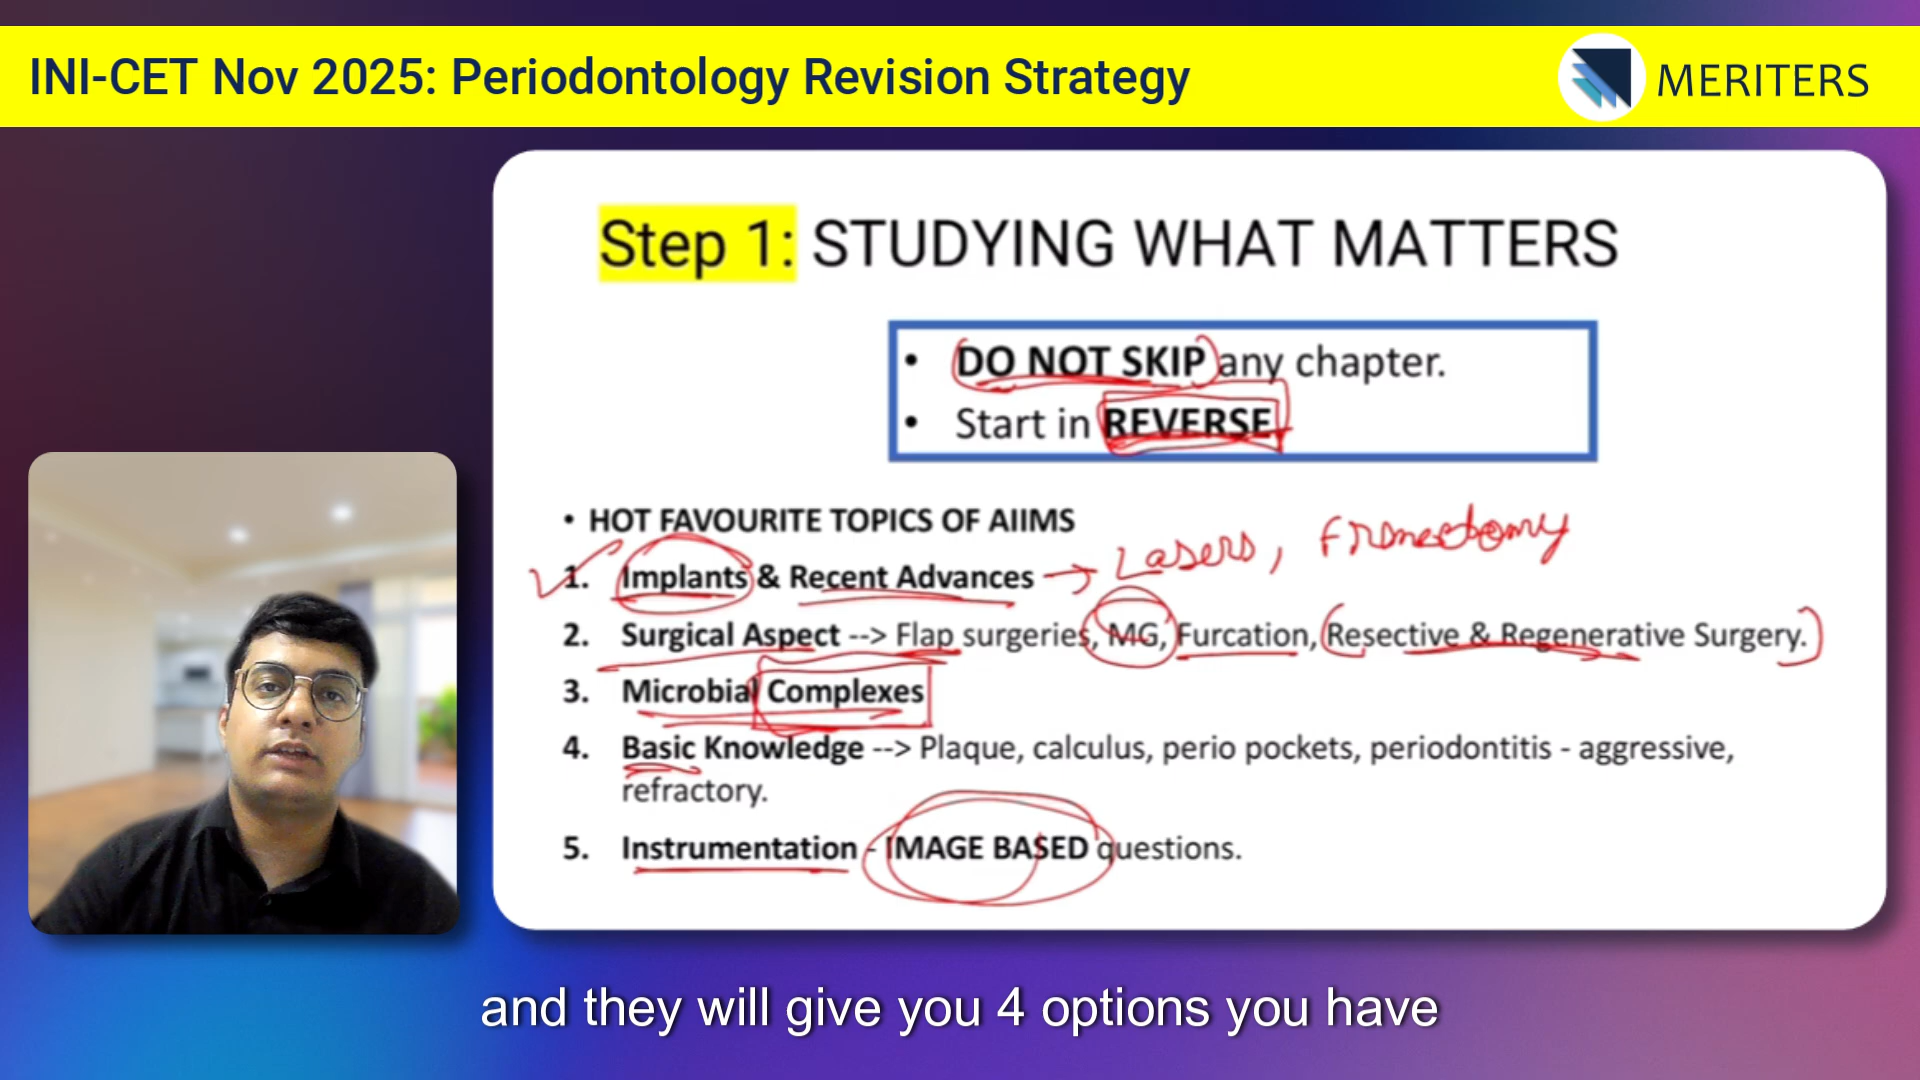 INI-CET Nov 2025: Periodontology Revision Strategy
MERITERS
Step 1: STUDYING WHAT MATTERS
• DO NOT SKIP any chapter.
• Start in REVERSE
• HOT FAVOURITE TOPICS OF AIIMS
Lasers, Frenectomy
1. Implants & Recent Advances
2. Surgical Aspect --> Flap surgeries, MG, Furcation, Resective & Regenerative Surgery.
3. Microbial Complexes
4. Basic Knowledge --> Plaque, calculus, perio pockets, periodontitis - aggressive,
refractory.
5. Instrumentation - IMAGE BASED questions.
and they will give you 4 options you have